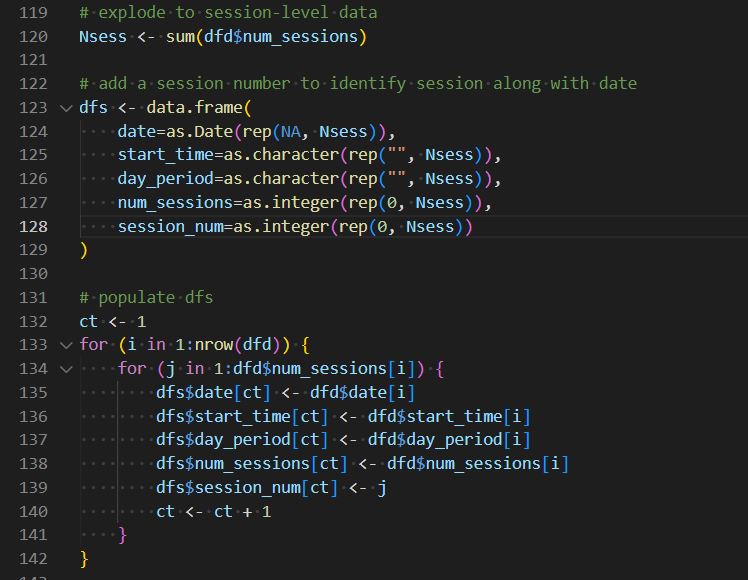 119 # explode to session-level data
120 Nsess <- sum(dfd$num_sessions)
121
122 # add a session number to identify session along with date
123 dfs <- data.frame(
124     date=as.Date(rep(NA, Nsess)),
125     start_time=as.character(rep("", Nsess)),
126     day_period=as.character(rep("", Nsess)),
127     num_sessions=as.integer(rep(0, Nsess)),
128     session_num=as.integer(rep(0, Nsess))
129 )
130
131 # populate dfs
132 ct <- 1
133 for (i in 1:nrow(dfd)) {
134     for (j in 1:dfd$num_sessions[i]) {
135         dfs$date[ct] <- dfd$date[i]
136         dfs$start_time[ct] <- dfd$start_time[i]
137         dfs$day_period[ct] <- dfd$day_period[i]
138         dfs$num_sessions[ct] <- dfd$num_sessions[i]
139         dfs$session_num[ct] <- j
140         ct <- ct + 1
141     }
142 }